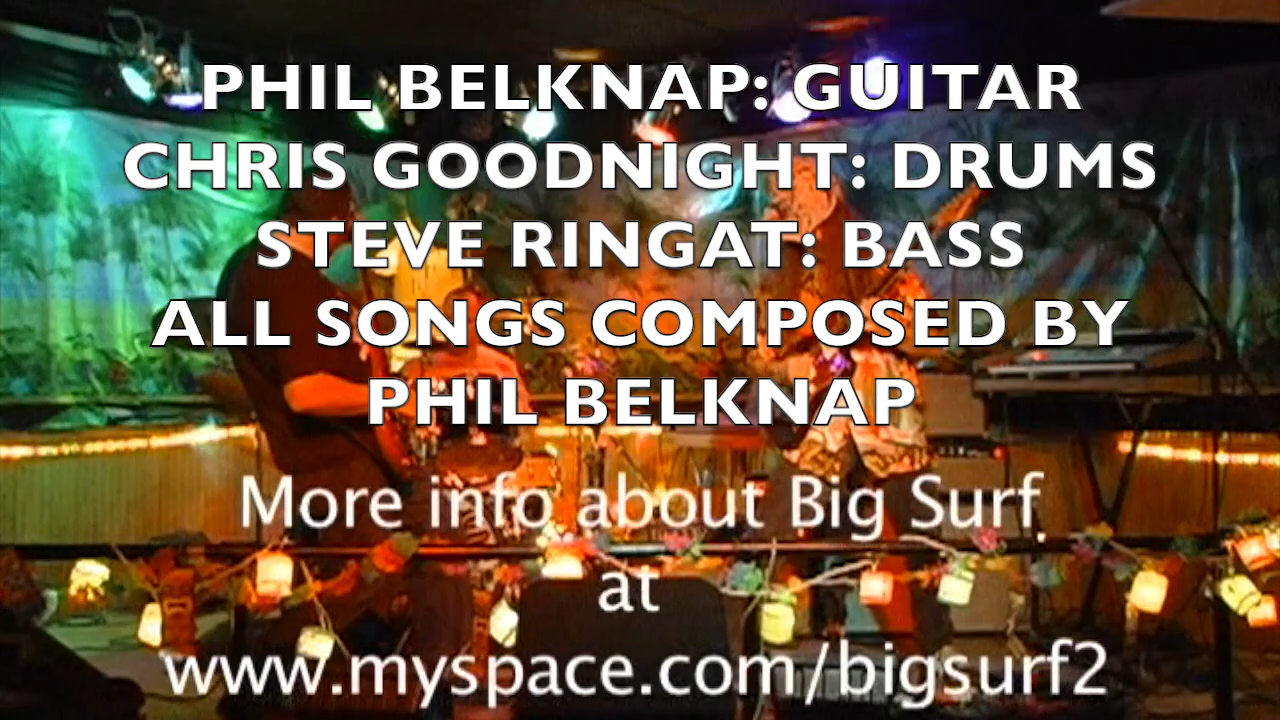 PHIL BELKNAP: GUITAR
CHRIS GOODNIGHT: DRUMS
STEVE RINGAT: BASS
ALL SONGS COMPOSED BY
PHIL BELKNAP
More info about Big Surf
at
www.myspace.com/bigsurf2